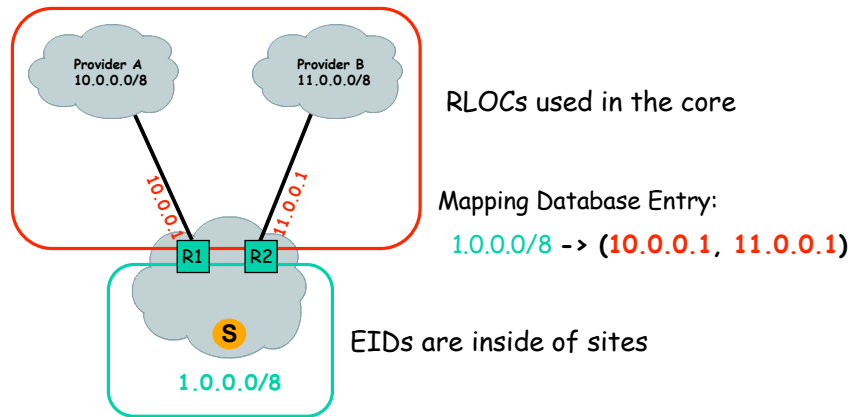 Provider A
10.0.0.0/8
Provider B
11.0.0.0/8
RLOCs used in the core
10.0.0.1
11.0.0.1
Mapping Database Entry:
1.0.0.0/8 -> (10.0.0.1, 11.0.0.1)
R1
R2
S
EIDs are inside of sites
1.0.0.0/8